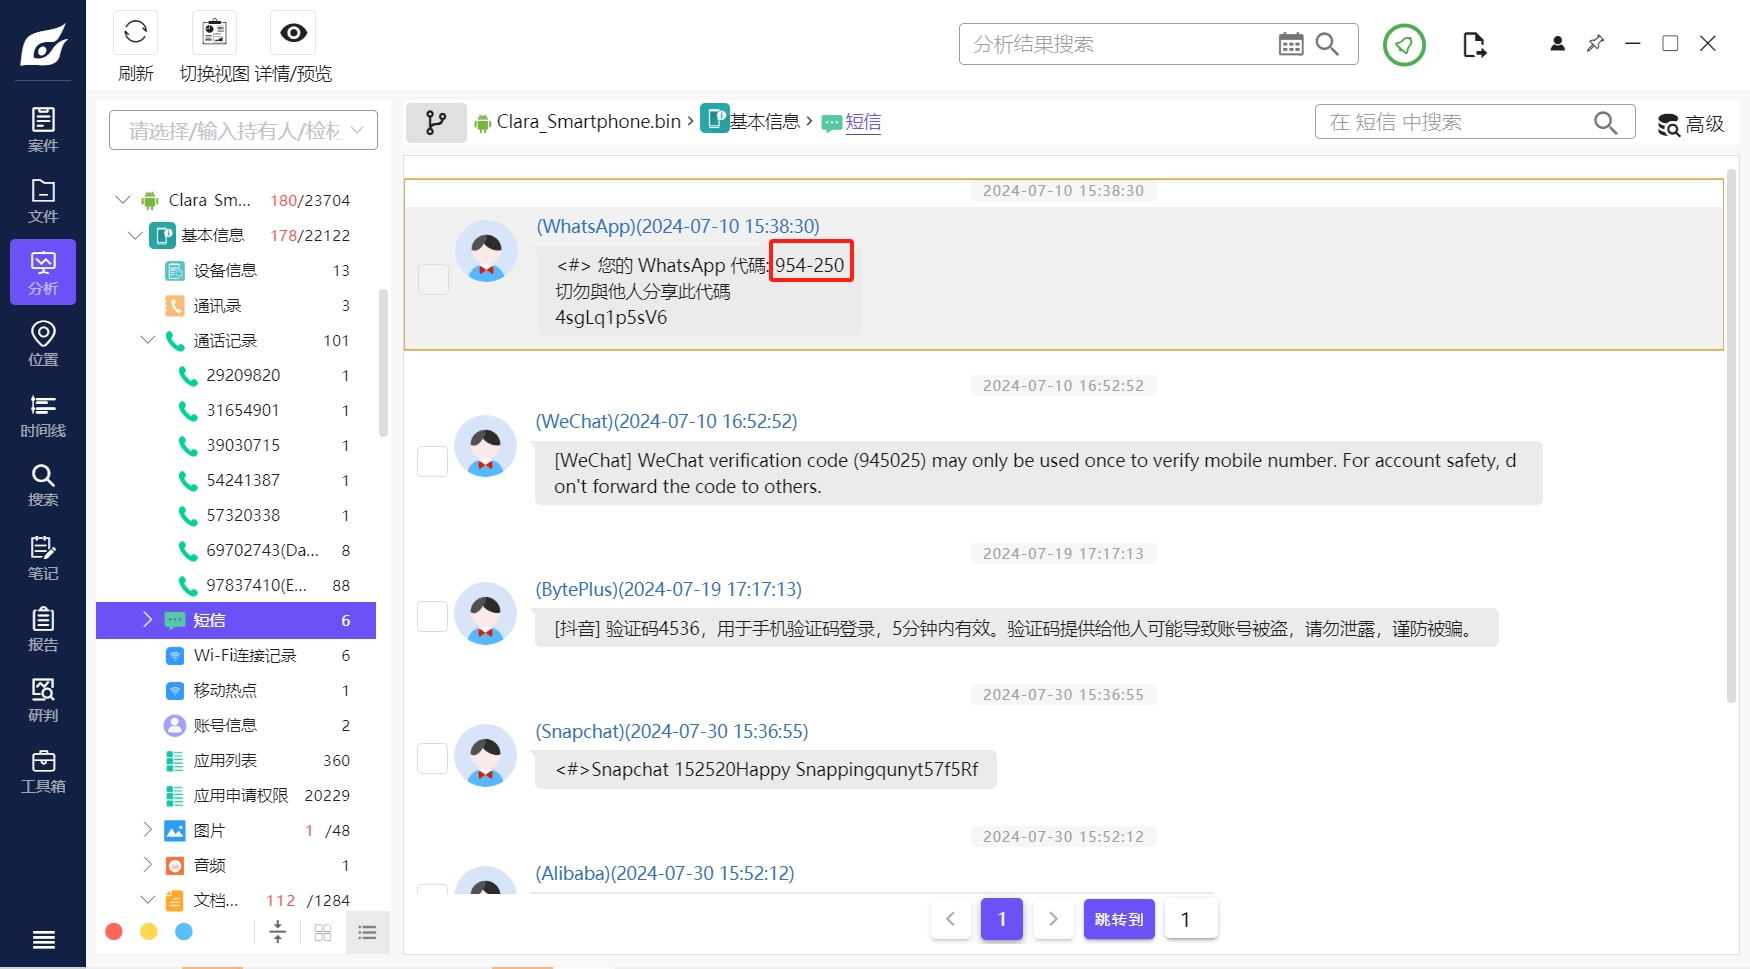 刷新
切换视图
详情/预览
分析结果搜索
案件
文件
分析
位置
时间线
搜索
笔记
报告
研判
工具箱
请选择/输入持有人/检材
Clara Sm... 180/23704
基本信息 178/22122
设备信息 13
通讯录 3
通话记录 101
29209820 1
31654901 1
39030715 1
54241387 1
57320338 1
69702743(Da... 8
97837410(E... 88
短信 6
Wi-Fi连接记录 6
移动热点 1
账号信息 2
应用列表 360
应用申请权限 20229
图片 1 /48
音频 1
文档... 112 /1284
Clara_Smartphone.bin > 基本信息 > 短信
在 短信 中搜索
高级
2024-07-10 15:38:30
(WhatsApp)(2024-07-10 15:38:30)
<#> 您的 WhatsApp 代碼: 954-250
切勿與他人分享此代碼
4sgLq1p5sV6
2024-07-10 16:52:52
(WeChat)(2024-07-10 16:52:52)
[WeChat] WeChat verification code (945025) may only be used once to verify mobile number. For account safety, d
on't forward the code to others.
2024-07-19 17:17:13
(BytePlus)(2024-07-19 17:17:13)
[抖音] 验证码4536，用于手机验证码登录，5分钟内有效。验证码提供给他人可能导致账号被盗，请勿泄露，谨防被骗。
2024-07-30 15:36:55
(Snapchat)(2024-07-30 15:36:55)
<#>Snapchat 152520Happy Snappingqunyt57f5Rf
2024-07-30 15:52:12
(Alibaba)(2024-07-30 15:52:12)
< 1 > 跳转到 1